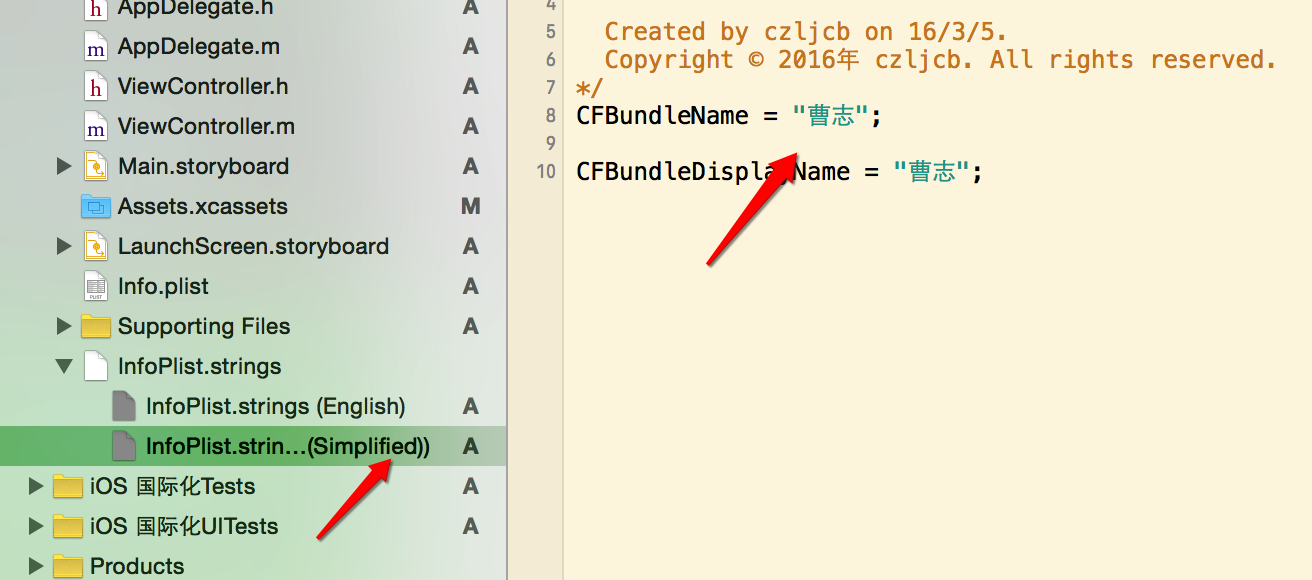 AppDelegate.h A
AppDelegate.m A
ViewController.h A
ViewController.m A
Main.storyboard A
Assets.xcassets M
LaunchScreen.storyboard A
Info.plist A
Supporting Files A
InfoPlist.strings
InfoPlist.strings (English) A
InfoPlist.strin...(Simplified)) A
iOS 国际化Tests A
iOS 国际化UITests A
Products
4
5 Created by czljcb on 16/3/5.
6 Copyright © 2016年 czljcb. All rights reserved.
7 */
8 CFBundleName = "曹志";
9
10 CFBundleDisplayName = "曹志";